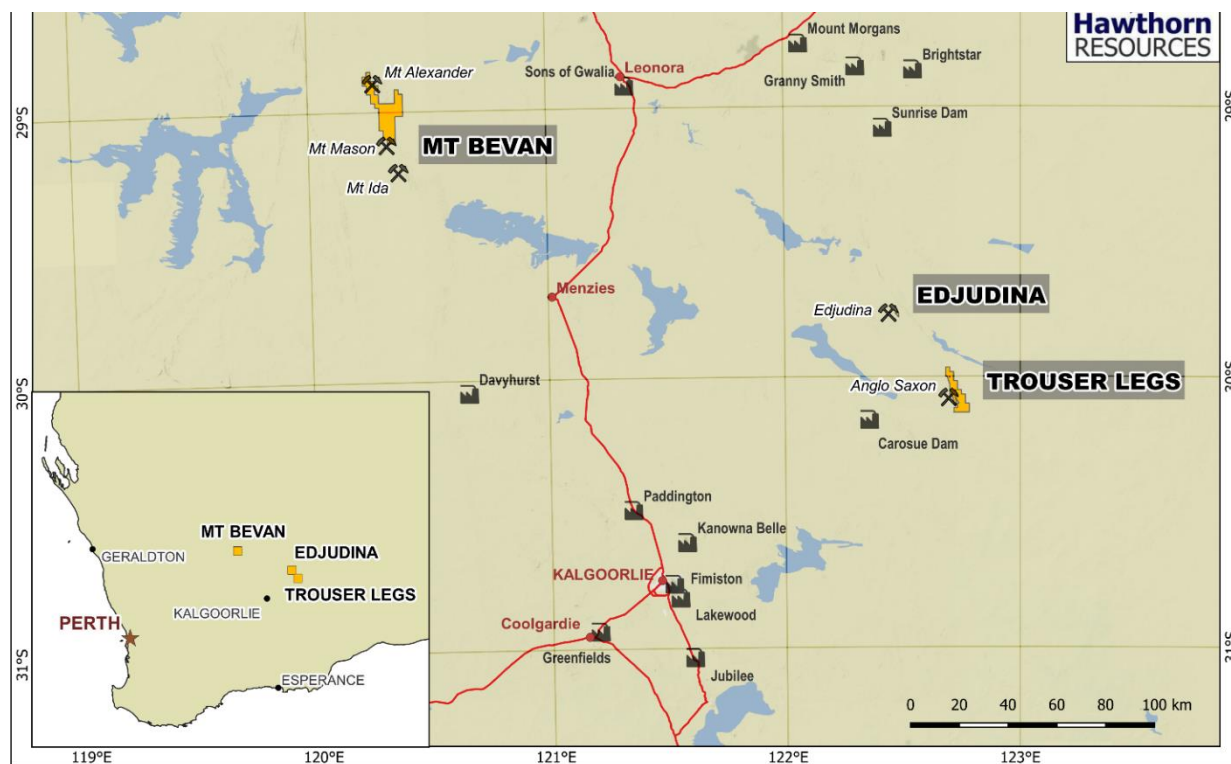 Hawthorn
RESOURCES
Mount Morgans
Brightstar
Granny Smith
Sons of Gwalia
Leonora
Mt Alexander
Sunrise Dam
29°S
Mt Mason
MT BEVAN
Mt Ida
Menzies
EDJUDINA
Edjudina
Davyhurst
Anglo Saxon
TROUSER LEGS
Carosue Dam
30°S
30°S
Paddington
Kanowna Belle
KALGOORLIE
Fimiston
Lakewood
Coolgardie
Greenfields
Jubilee
31°S
31°S
MT BEVAN
EDJUDINA
GERALDTON
TROUSER LEGS
KALGOORLIE
PERTH
ESPERANCE
0 20 40 60 80 100 km
119°E
120°E
121°E
122°E
123°E